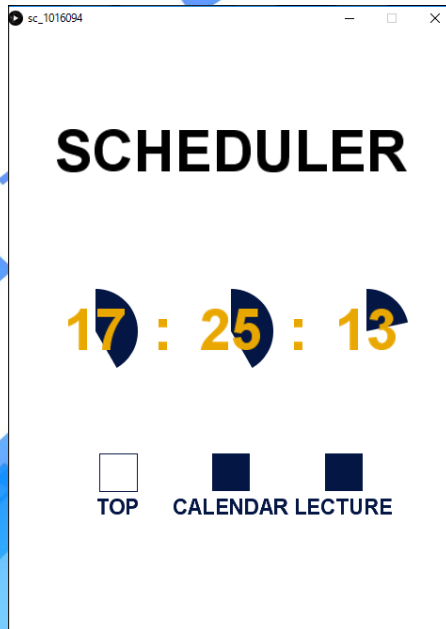 sc_1016094
SCHEDULER
17 : 25 : 13
TOP CALENDAR LECTURE